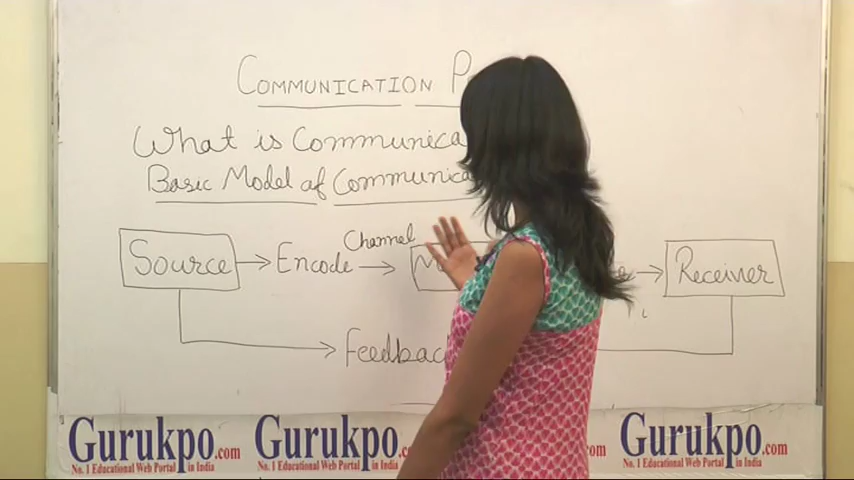 COMMUNICATION P
What is Communica
Basic Model of Communica
Source → Encode → Channel M → Receiver
Feedbac
Gurukpo.com Gurukpo.com Gurukpo.com
No. 1 Educational Web Portal in India No. 1 Educational Web Portal in India No. 1 Educational Web Portal in India